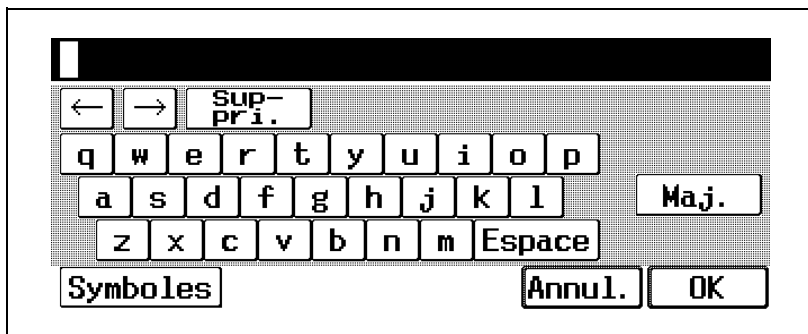 ← → Sup-
pri.
q w e r t y u i o p
a s d f g h j k l Maj.
z x c v b n m Espace
Symboles Annul. OK